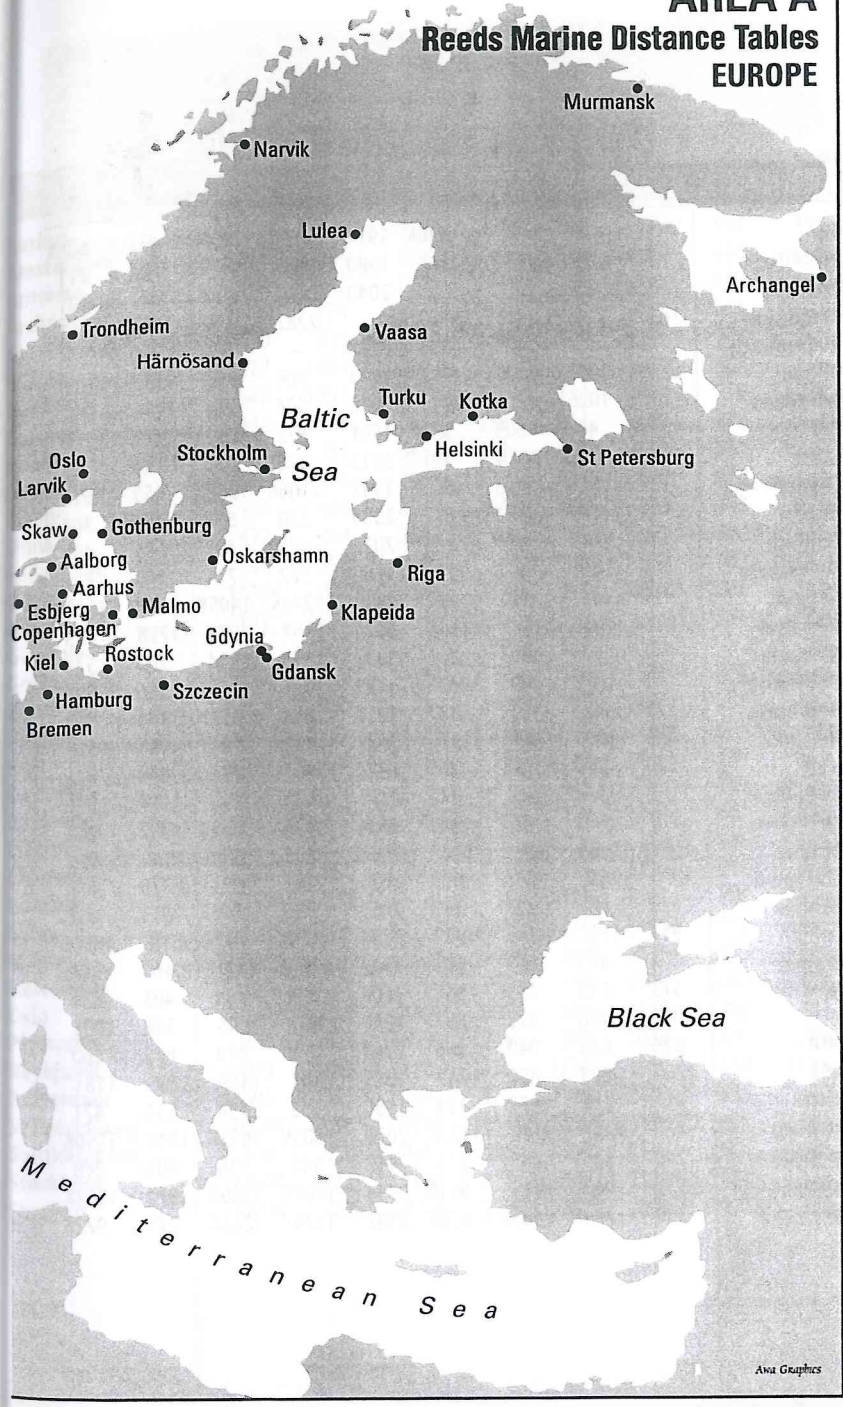 AREA A
Reeds Marine Distance Tables
EUROPE
Murmansk
Narvik
Lulea
Archangel
Trondheim
Vaasa
Härnösand
Turku
Kotka
Baltic
Sea
Helsinki
Stockholm
St Petersburg
Oslo
Larvik
Skaw
Gothenburg
Oskarshamn
Aalborg
Riga
Aarhus
Esbjerg
Malmo
Klapeida
Copenhagen
Gdynia
Kiel
Rostock
Gdansk
Szczecin
Hamburg
Bremen
Black Sea
Mediterranean Sea
Awa Graphics